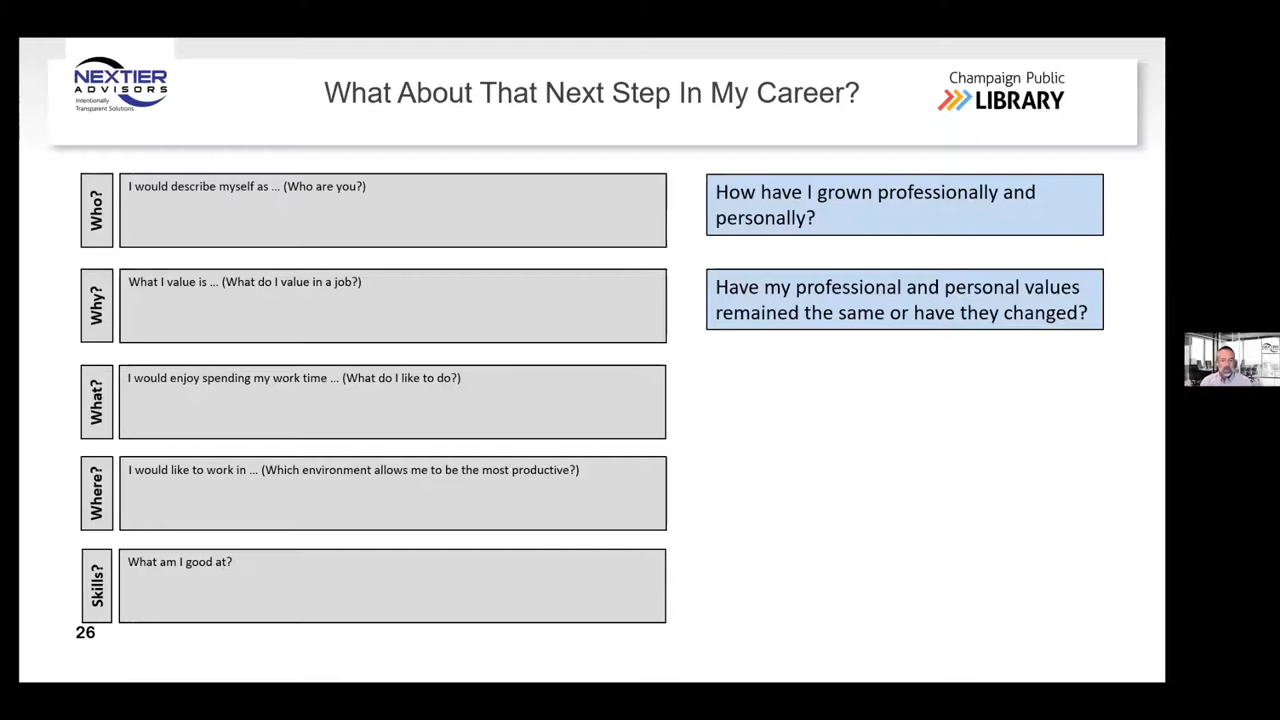 NEXTIER
ADVISORS
Intentionally
Transparent Solutions
What About That Next Step In My Career?
Champaign Public
LIBRARY
Who?
I would describe myself as ... (Who are you?)
How have I grown professionally and
personally?
Why?
What I value is ... (What do I value in a job?)
Have my professional and personal values
remained the same or have they changed?
What?
I would enjoy spending my work time ... (What do I like to do?)
Where?
I would like to work in ... (Which environment allows me to be the most productive?)
Skills?
What am I good at?
26